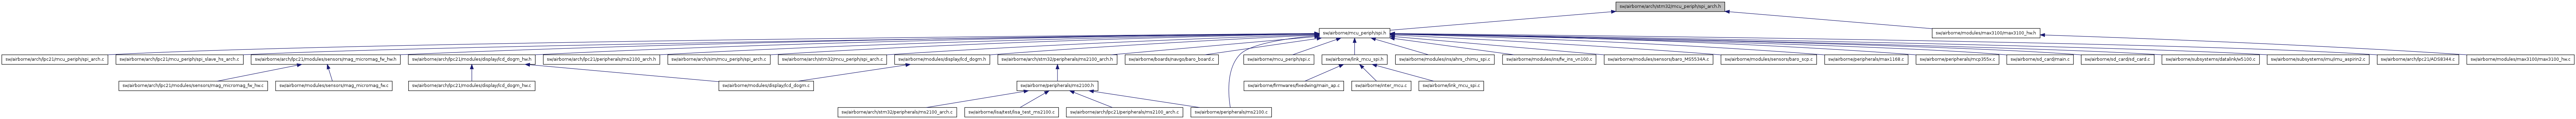 sw/airborne/arch/stm32/mcu_periph/spi_arch.h
sw/airborne/mcu_periph/spi.h
sw/airborne/modules/max3100/max3100_hw.h
sw/airborne/arch/lpc21/mcu_periph/spi_arch.c
sw/airborne/arch/lpc21/mcu_periph/spi_slave_hs_arch.c
sw/airborne/arch/lpc21/modules/sensors/mag_micromag_fw_hw.h
sw/airborne/arch/lpc21/modules/display/lcd_dogm_hw.h
sw/airborne/arch/lpc21/peripherals/ms2100_arch.h
sw/airborne/arch/sim/mcu_periph/spi_arch.c
sw/airborne/arch/stm32/mcu_periph/spi_arch.c
sw/airborne/modules/display/lcd_dogm.h
sw/airborne/arch/stm32/peripherals/ms2100_arch.h
sw/airborne/boards/navgo/baro_board.c
sw/airborne/mcu_periph/spi.c
sw/airborne/link_mcu_spi.h
sw/airborne/modules/ins/ahrs_chimu_spi.c
sw/airborne/modules/ins/fw_ins_vn100.c
sw/airborne/modules/sensors/baro_MS5534A.c
sw/airborne/modules/sensors/baro_scp.c
sw/airborne/peripherals/max1168.c
sw/airborne/peripherals/mcp355x.c
sw/airborne/sd_card/main.c
sw/airborne/sd_card/sd_card.c
sw/airborne/subsystems/datalink/w5100.c
sw/airborne/subsystems/imu/imu_aspirin2.c
sw/airborne/arch/lpc21/ADS8344.c
sw/airborne/modules/max3100/max3100_hw.c
sw/airborne/arch/lpc21/modules/sensors/mag_micromag_fw_hw.c
sw/airborne/modules/sensors/mag_micromag_fw.c
sw/airborne/arch/lpc21/modules/display/lcd_dogm_hw.c
sw/airborne/modules/display/lcd_dogm.c
sw/airborne/peripherals/ms2100.h
sw/airborne/firmwares/fixedwing/main_ap.c
sw/airborne/inter_mcu.c
sw/airborne/link_mcu_spi.c
sw/airborne/arch/stm32/peripherals/ms2100_arch.c
sw/airborne/lisa/test/lisa_test_ms2100.c
sw/airborne/arch/lpc21/peripherals/ms2100_arch.c
sw/airborne/peripherals/ms2100.c